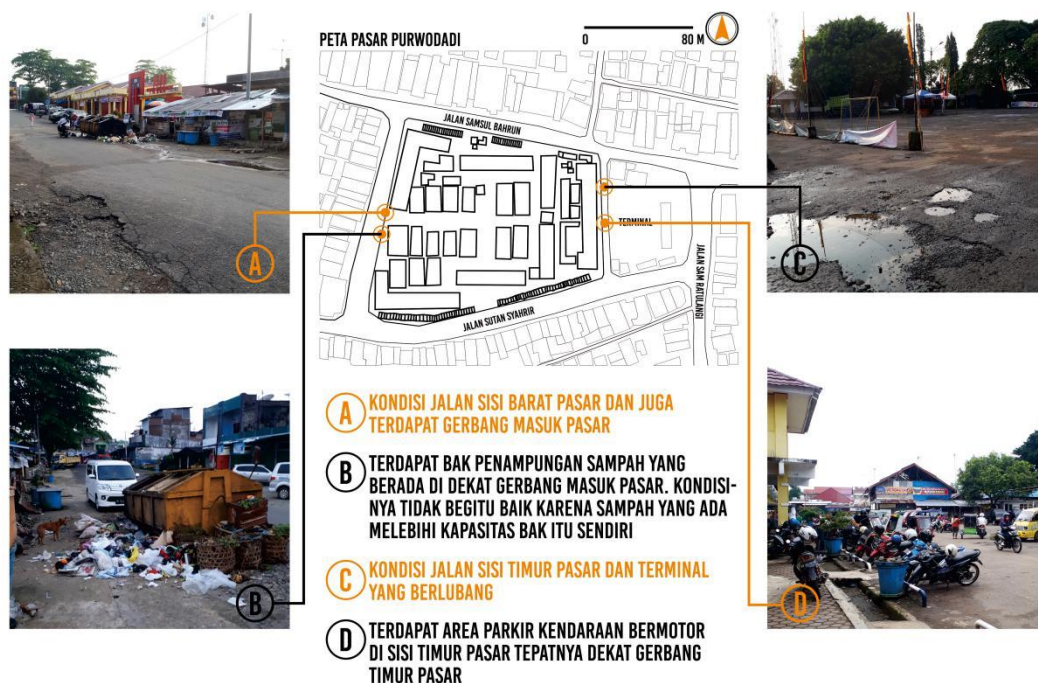 PETA PASAR PURWODADI
0 80 M
JALAN SAMSUL BAHRUN
TERMINAL
JALAN SAM RATULANGI
JALAN SUTAN SYAHRIR
A
B
C
D
A KONDISI JALAN SISI BARAT PASAR DAN JUGA
TERDAPAT GERBANG MASUK PASAR
B TERDAPAT BAK PENAMPUNGAN SAMPAH YANG
BERADA DI DEKAT GERBANG MASUK PASAR. KONDISI-
NYA TIDAK BEGITU BAIK KARENA SAMPAH YANG ADA
MELEBIHI KAPASITAS BAK ITU SENDIRI
C KONDISI JALAN SISI TIMUR PASAR DAN TERMINAL
YANG BERLUBANG
D TERDAPAT AREA PARKIR KENDARAAN BERMOTOR
DI SISI TIMUR PASAR TEPATNYA DEKAT GERBANG
TIMUR PASAR